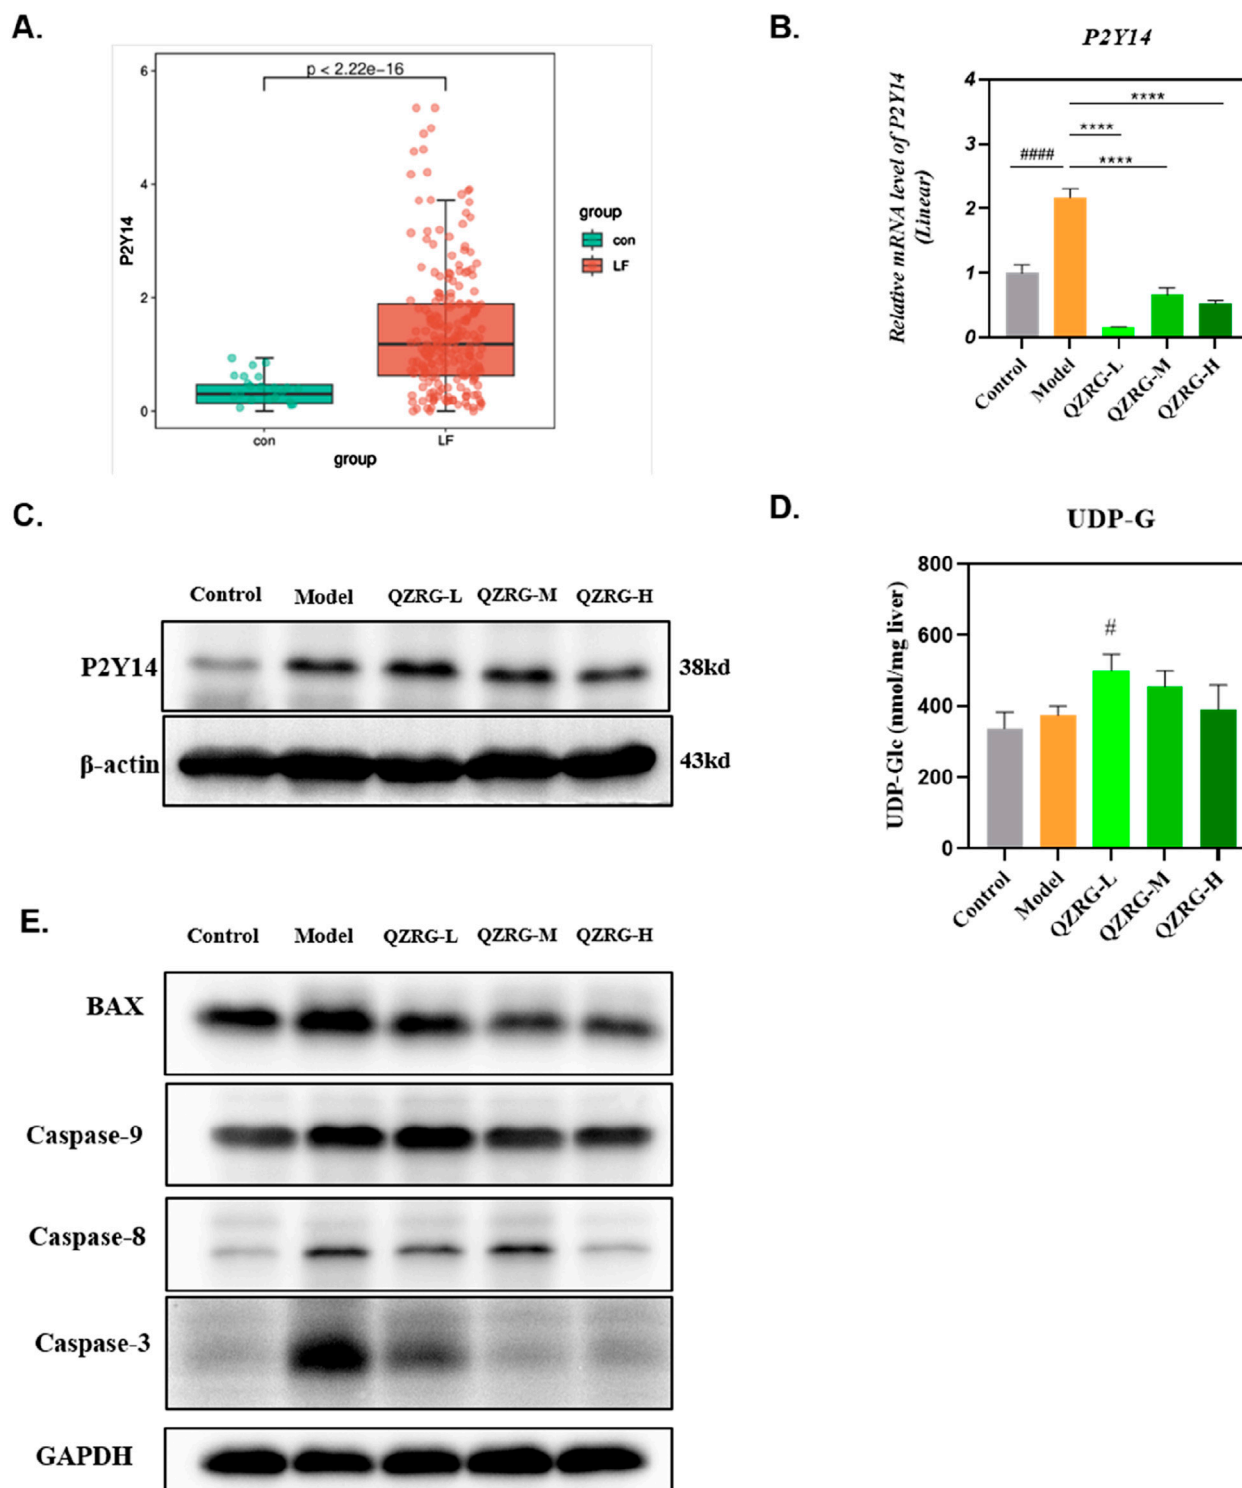 A.
p < 2.22e−16
6
4
2
0
P2Y14
con
LF
group
group
con
LF
B.
P2Y14
Relative mRNA level of P2Y14
(Linear)
4
3
2
1
0
####
****
****
****
Control
Model
QZRG-L
QZRG-M
QZRG-H
C.
Control Model QZRG-L QZRG-M QZRG-H
P2Y14 38kd
β-actin 43kd
D.
UDP-G
UDP-Glc (nmol/mg liver)
800
600
400
200
0
#
Control
Model
QZRG-L
QZRG-M
QZRG-H
E.
Control Model QZRG-L QZRG-M QZRG-H
BAX
Caspase-9
Caspase-8
Caspase-3
GAPDH